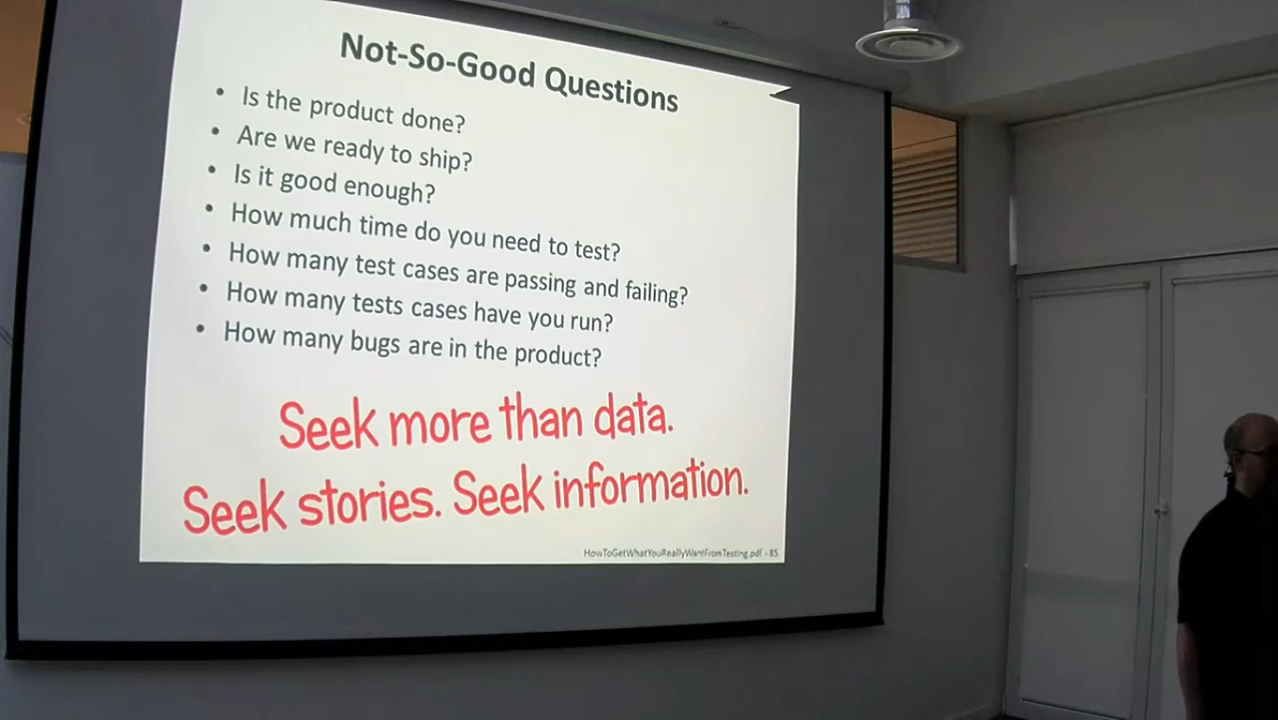 Not-So-Good Questions
• Is the product done?
• Are we ready to ship?
• Is it good enough?
• How much time do you need to test?
• How many test cases are passing and failing?
• How many tests cases have you run?
• How many bugs are in the product?
Seek more than data.
Seek stories. Seek information.
HowToGetWhatYouReallyWantFromTesting.pdf - 85